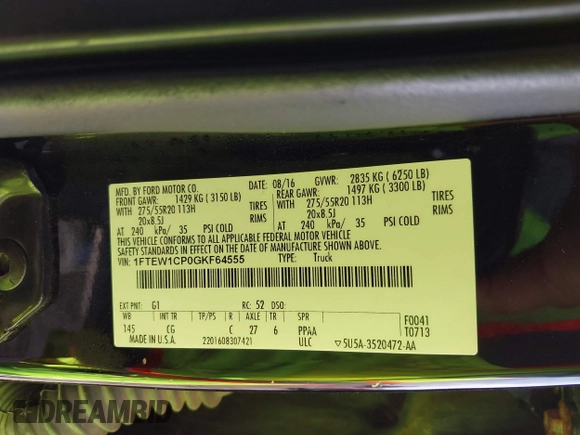 MFD. BY FORD MOTOR CO.
DATE: 08/16 GVWR: 2835 KG ( 6250 LB)
FRONT GAWR: 1429 KG ( 3150 LB)
REAR GAWR: 1497 KG ( 3300 LB)
WITH 275/55R20 113H TIRES
WITH 275/55R20 113H TIRES
20x8.5J RIMS
20x8.5J RIMS
AT 240 kPa/ 35 PSI COLD
AT 240 kPa/ 35 PSI COLD
THIS VEHICLE CONFORMS TO ALL APPLICABLE FEDERAL MOTOR VEHICLE
SAFETY STANDARDS IN EFFECT ON THE DATE OF MANUFACTURE SHOWN ABOVE.
VIN: 1FTEW1CP0GKF64555 TYPE: Truck
EXT PNT: G1 RC: 52 DSO:
WB INT TR TP/PS R AXLE TR SPR F0041
145 CG C 27 6 PPAA T0713
MADE IN U.S.A. 2201608307421 ULC ▽5U5A-3520472-AA
DREAMBID